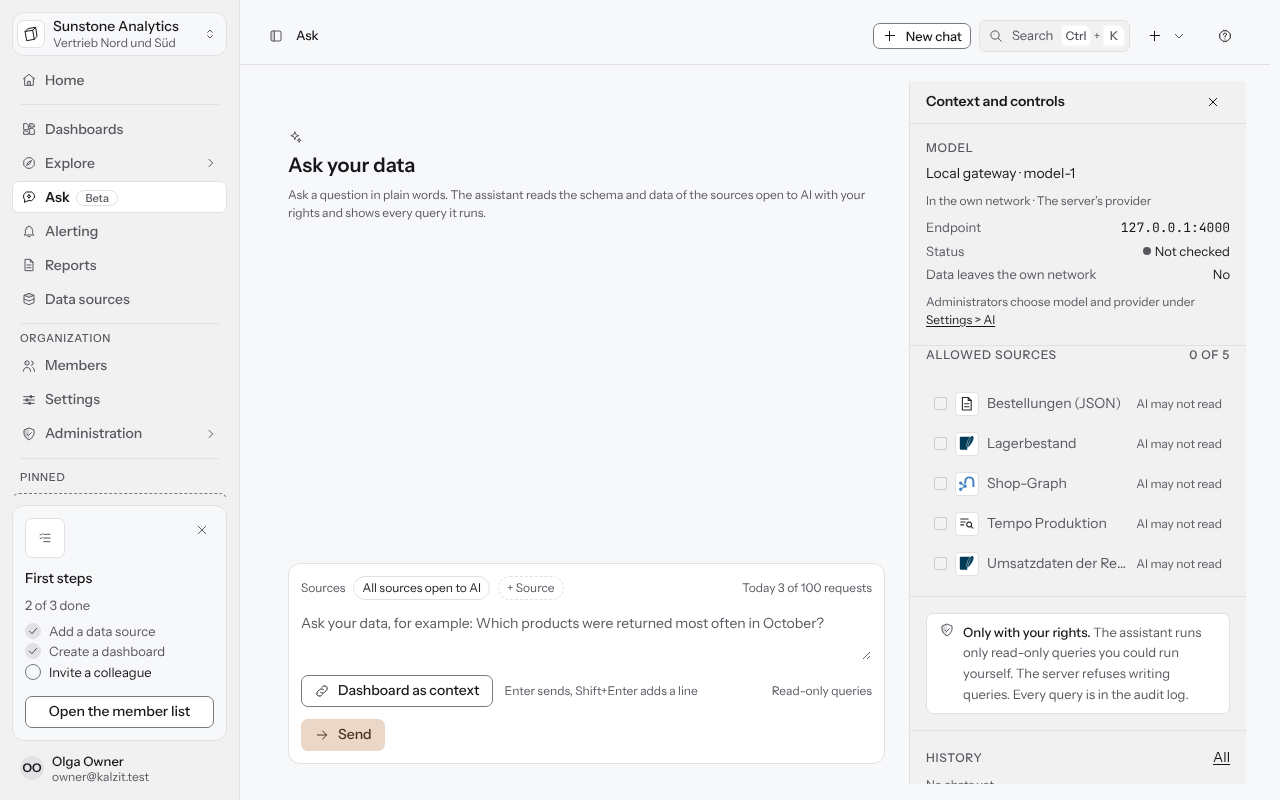 Sunstone Analytics
Vertrieb Nord und Süd
Home
Dashboards
Explore
Ask Beta
Alerting
Reports
Data sources
ORGANIZATION
Members
Settings
Administration
PINNED
First steps
2 of 3 done
Add a data source
Create a dashboard
Invite a colleague
Open the member list
OO Olga Owner
owner@kalzit.test
Ask
New chat
Search Ctrl + K
Ask your data
Ask a question in plain words. The assistant reads the schema and data of the sources open to AI with your
rights and shows every query it runs.
Sources All sources open to AI + Source Today 3 of 100 requests
Ask your data, for example: Which products were returned most often in October?
Dashboard as context Enter sends, Shift+Enter adds a line Read-only queries
Send
Context and controls
MODEL
Local gateway · model-1
In the own network · The server's provider
Endpoint 127.0.0.1:4000
Status Not checked
Data leaves the own network No
Administrators choose model and provider under
Settings > AI
ALLOWED SOURCES 0 OF 5
Bestellungen (JSON) AI may not read
Lagerbestand AI may not read
Shop-Graph AI may not read
Tempo Produktion AI may not read
Umsatzdaten der Re... AI may not read
Only with your rights. The assistant runs
only read-only queries you could run
yourself. The server refuses writing
queries. Every query is in the audit log.
HISTORY All